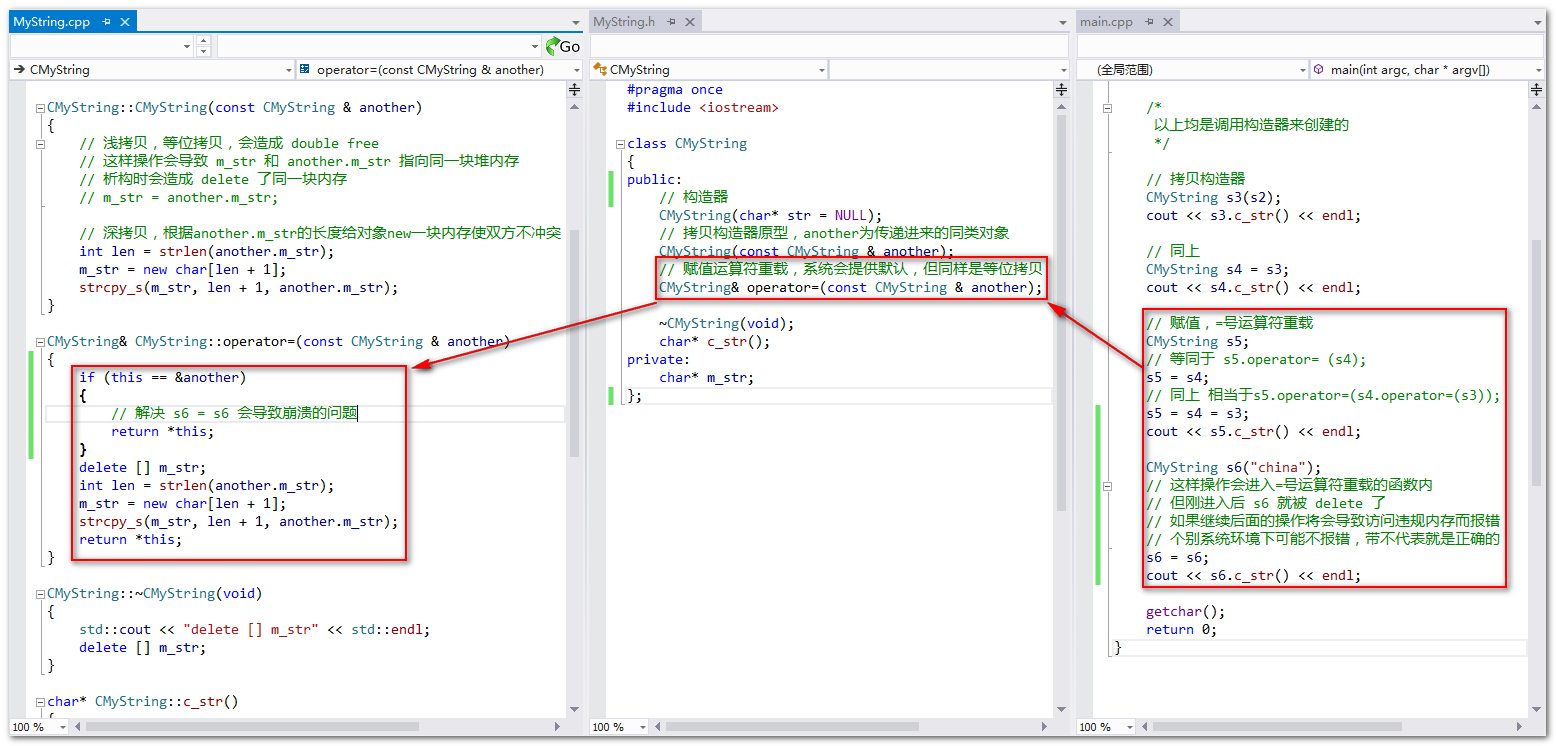 MyString.cpp
Go
CMyString
operator=(const CMyString & another)
CMyString::CMyString(const CMyString & another)
{
// 浅拷贝，等位拷贝，会造成 double free
// 这样操作会导致 m_str 和 another.m_str 指向同一块堆内存
// 析构时会造成 delete 了同一块内存
// m_str = another.m_str;
// 深拷贝，根据another.m_str的长度给对象new一块内存使双方不冲突
int len = strlen(another.m_str);
m_str = new char[len + 1];
strcpy_s(m_str, len + 1, another.m_str);
}
CMyString& CMyString::operator=(const CMyString & another)
{
if (this == &another)
{
// 解决 s6 = s6 会导致崩溃的问题
return *this;
}
delete [] m_str;
int len = strlen(another.m_str);
m_str = new char[len + 1];
strcpy_s(m_str, len + 1, another.m_str);
return *this;
}
CMyString::~CMyString(void)
{
std::cout << "delete [] m_str" << std::endl;
delete [] m_str;
}
char* CMyString::c_str()
100 %
MyString.h
CMyString
#pragma once
#include <iostream>
class CMyString
{
public:
// 构造器
CMyString(char* str = NULL);
// 拷贝构造器原型，another为传递进来的同类对象
CMyString(const CMyString & another);
// 赋值运算符重载，系统会提供默认，但同样是等位拷贝
CMyString& operator=(const CMyString & another);
~CMyString(void);
char* c_str();
private:
char* m_str;
};
100 %
main.cpp
(全局范围)
main(int argc, char * argv[])
/*
以上均是调用构造器来创建的
*/
// 拷贝构造器
CMyString s3(s2);
cout << s3.c_str() << endl;
// 同上
CMyString s4 = s3;
cout << s4.c_str() << endl;
// 赋值，=号运算符重载
CMyString s5;
// 等同于 s5.operator= (s4);
s5 = s4;
// 同上 相当于s5.operator=(s4.operator=(s3));
s5 = s4 = s3;
cout << s5.c_str() << endl;
CMyString s6("china");
// 这样操作会进入=号运算符重载的函数内
// 但刚进入后 s6 就被 delete 了
// 如果继续后面的操作将会导致访问违规内存而报错
// 个别系统环境下可能不报错，带不代表就是正确的
s6 = s6;
cout << s6.c_str() << endl;
getchar();
return 0;
}
100 %